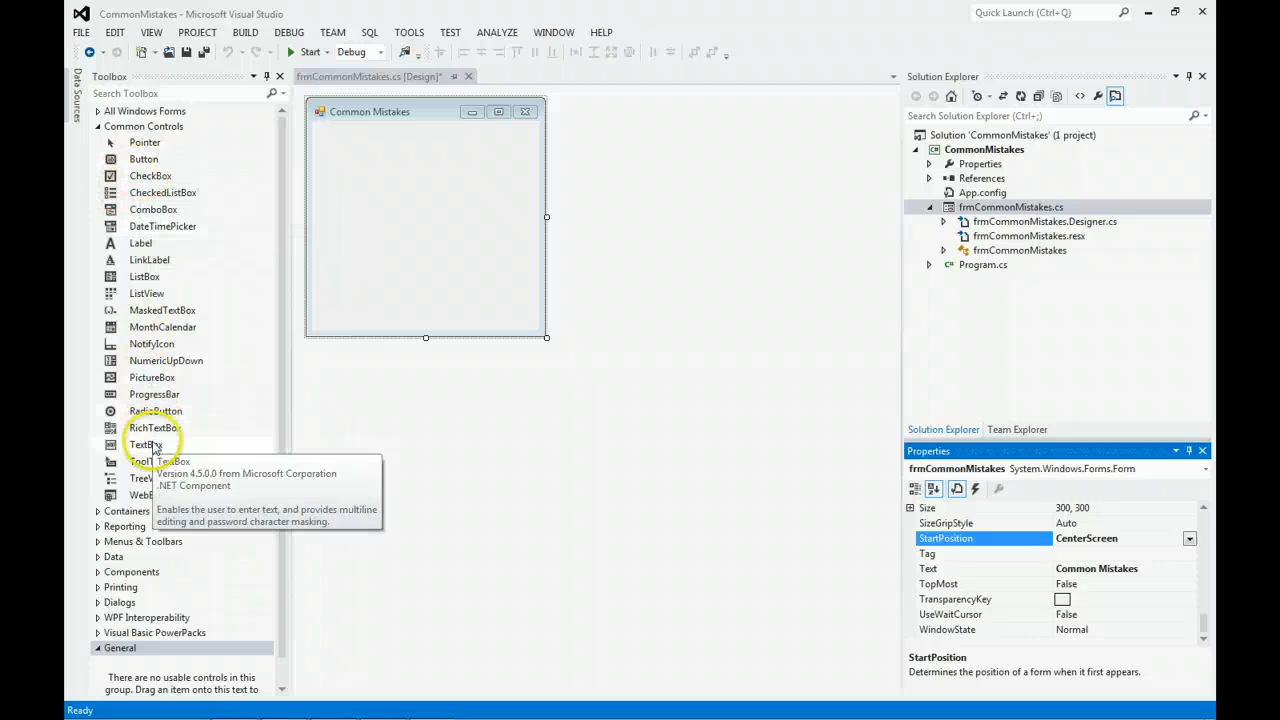 CommonMistakes - Microsoft Visual Studio
Quick Launch (Ctrl+Q)
FILE EDIT VIEW PROJECT BUILD DEBUG TEAM SQL TOOLS TEST ANALYZE WINDOW HELP
Start Debug
Data Sources
Toolbox
Search Toolbox
All Windows Forms
Common Controls
Pointer
Button
CheckBox
CheckedListBox
ComboBox
DateTimePicker
Label
LinkLabel
ListBox
ListView
MaskedTextBox
MonthCalendar
NotifyIcon
NumericUpDown
PictureBox
ProgressBar
RadioButton
RichTextBox
TextBox
TextBox
Version 4.5.0.0 from Microsoft Corporation
.NET Component
Enables the user to enter text, and provides multiline
editing and password character masking.
Containers
Reporting
Menus & Toolbars
Data
Components
Printing
Dialogs
WPF Interoperability
Visual Basic PowerPacks
General
There are no usable controls in this
group. Drag an item onto this text to
frmCommonMistakes.cs [Design]*
Common Mistakes
Solution Explorer
Search Solution Explorer (Ctrl+;)
Solution 'CommonMistakes' (1 project)
CommonMistakes
Properties
References
App.config
frmCommonMistakes.cs
frmCommonMistakes.Designer.cs
frmCommonMistakes.resx
frmCommonMistakes
Program.cs
Solution Explorer Team Explorer
Properties
frmCommonMistakes System.Windows.Forms.Form
Size 300, 300
SizeGripStyle Auto
StartPosition CenterScreen
Tag
Text Common Mistakes
TopMost False
TransparencyKey
UseWaitCursor False
WindowState Normal
StartPosition
Determines the position of a form when it first appears.
Ready